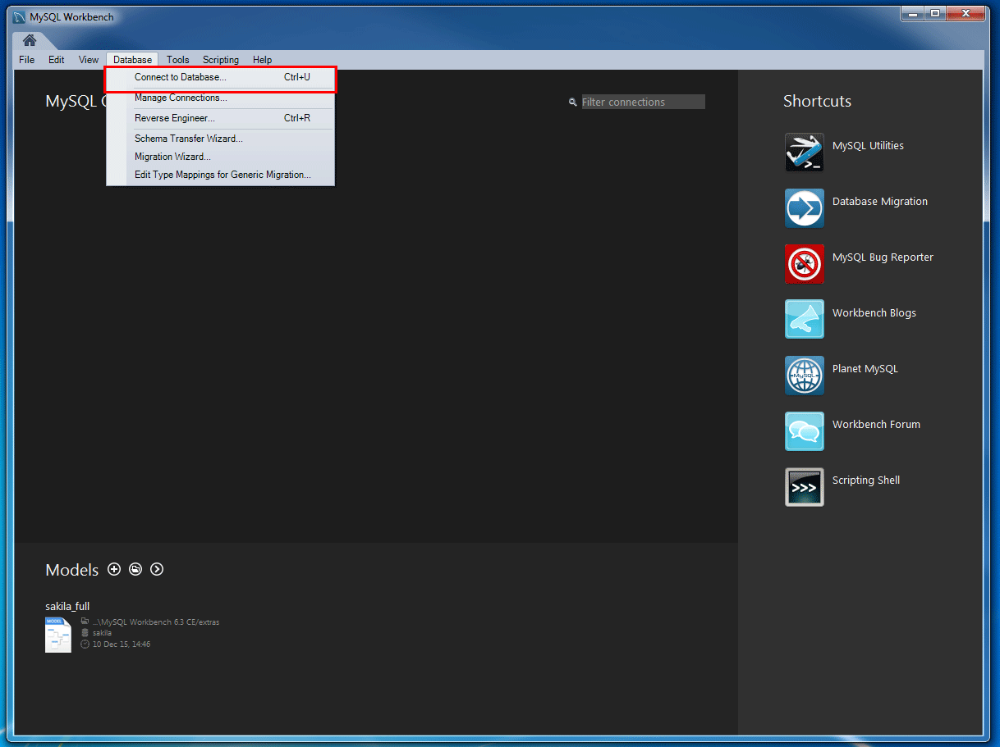 MySQL Workbench
File Edit View Database Tools Scripting Help
Connect to Database... Ctrl+U
Manage Connections...
Reverse Engineer... Ctrl+R
Schema Transfer Wizard...
Migration Wizard...
Edit Type Mappings for Generic Migration...
MySQL
Filter connections
Shortcuts
MySQL Utilities
Database Migration
MySQL Bug Reporter
Workbench Blogs
MySQL
Planet MySQL
Workbench Forum
>>>
Scripting Shell
Models
sakila_full
MODEL
...\MySQL Workbench 6.3 CE/extras
sakila
10 Dec 15, 14:46